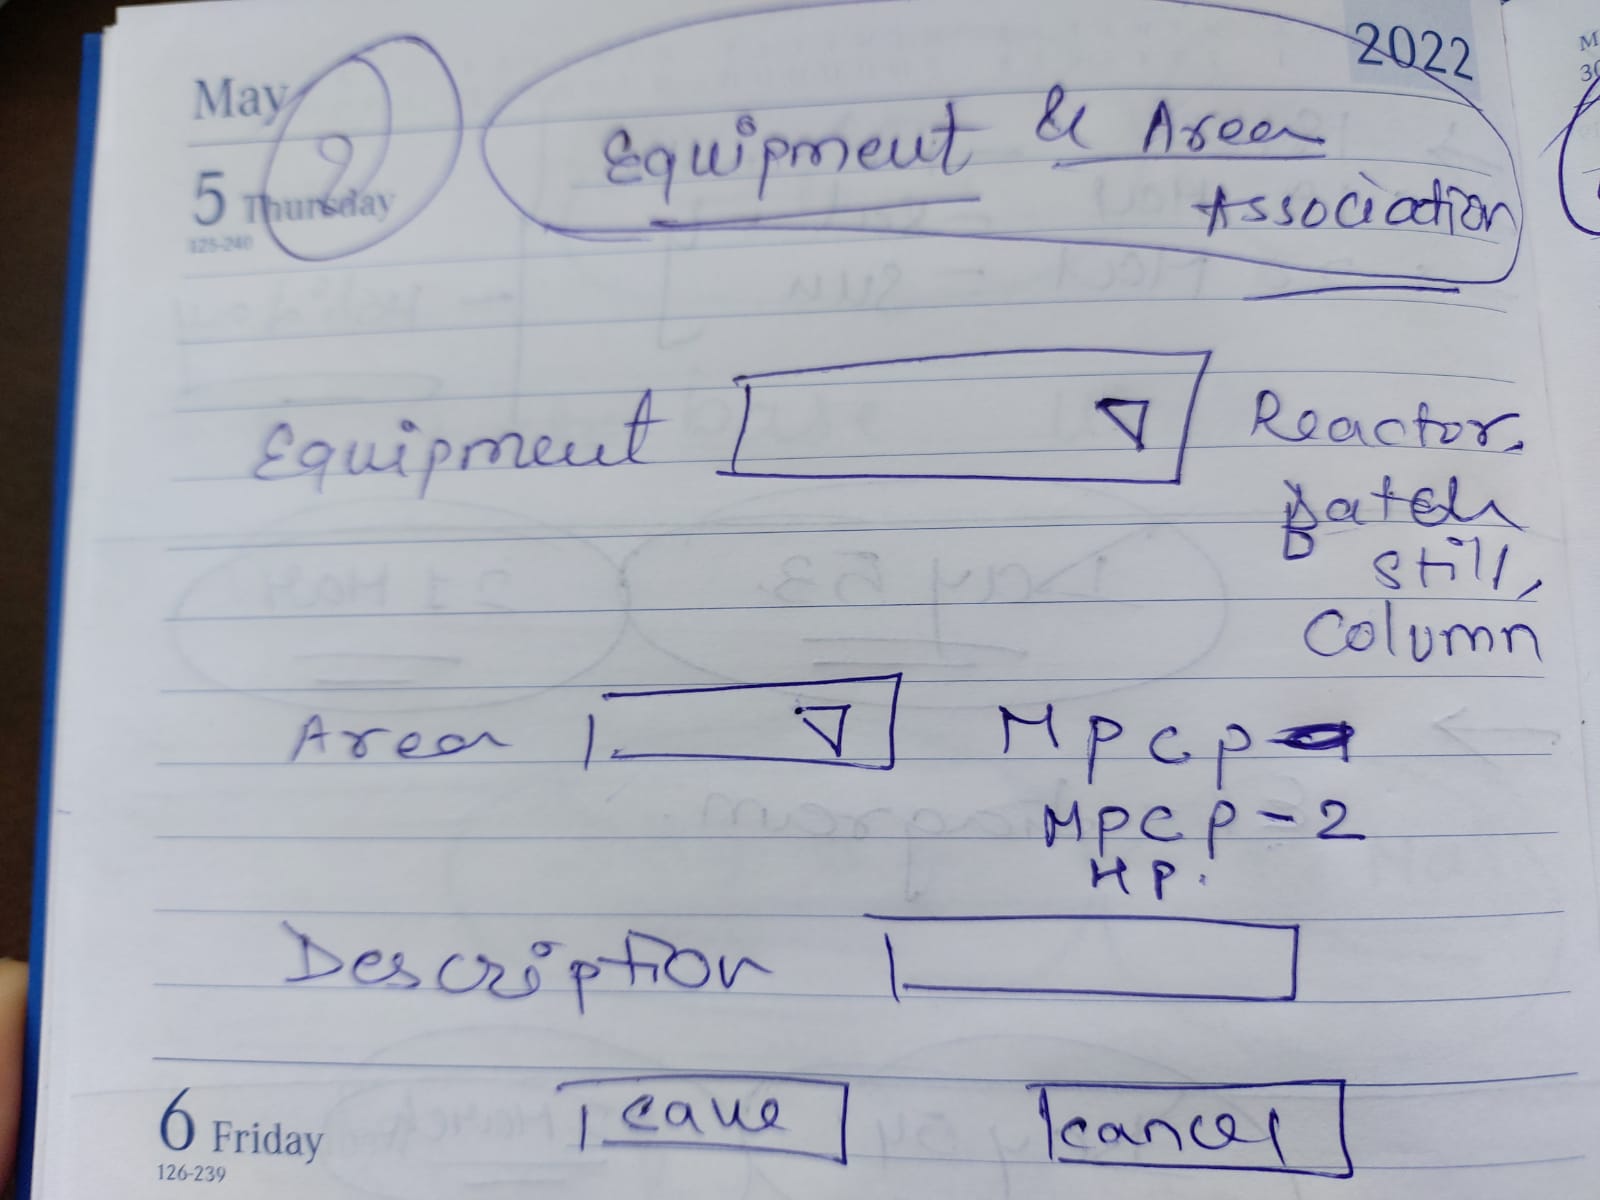 2022
May
9
5 Thursday
125-240
Equipment & Area
Association
Equipment Reactor,
Batch
still,
Column
Area MPCP
MPCP-2
HP.
Description
6 Friday
126-239
save cancel